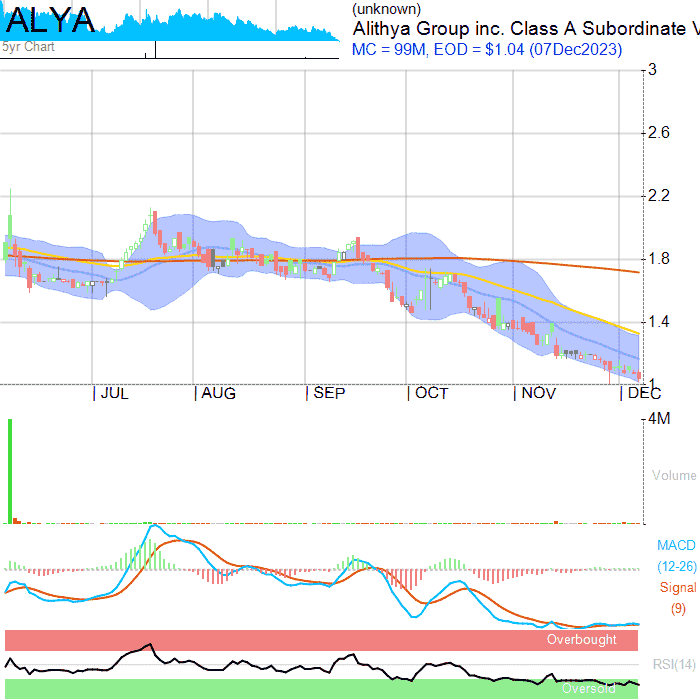 ALYA
5yr Chart
(unknown)
Alithya Group inc. Class A Subordinate V
MC = 99M, EOD = $1.04 (07Dec2023)
3
2.6
2.2
1.8
1.4
1
JUL AUG SEP OCT NOV DEC
4M
Volume
MACD
(12-26)
Signal
(9)
Overbought
RSI(14)
Oversold